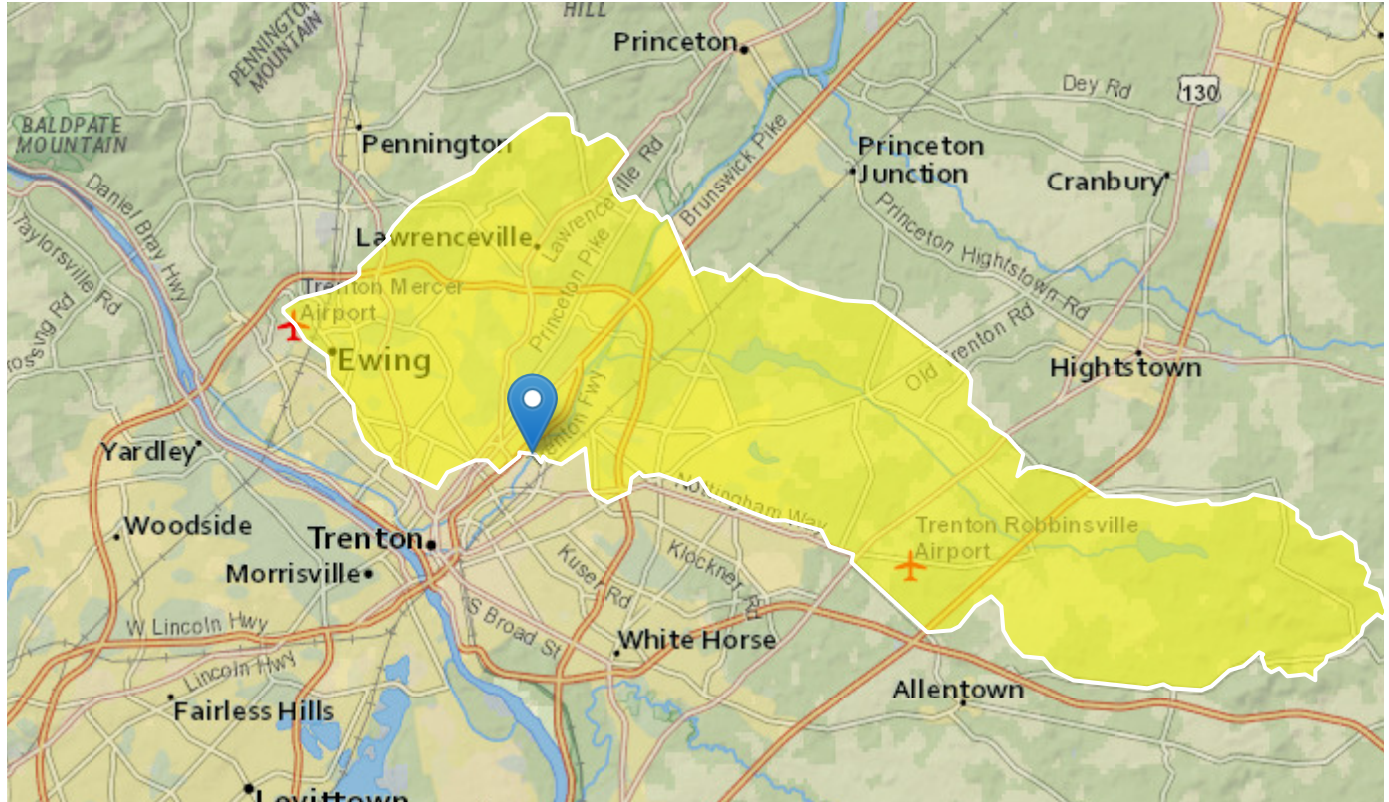 HILL
PENNINGTON
MOUNTAIN
Princeton
Dey Rd
130
BALDPATE
MOUNTAIN
Pennington
Lawrenceville Rd
Brunswick Pike
Princeton
Junction
Cranbury
Daniel Bray Hwy
Taylorsville Rd
Lawrenceville
Princeton Pike
Princeton Hightstown Rd
Trenton Mercer
Airport
Ewing
Old Trenton Rd
Hightstown
Trenton Fwy
Yardley
Nottingham Way
Woodside
Trenton
Trenton Robbinsville
Airport
Morrisville
Kuser Rd
Klockner Rd
W Lincoln Hwy
S Broad St
White Horse
Lincoln Hwy
Allentown
Fairless Hills
Levittown